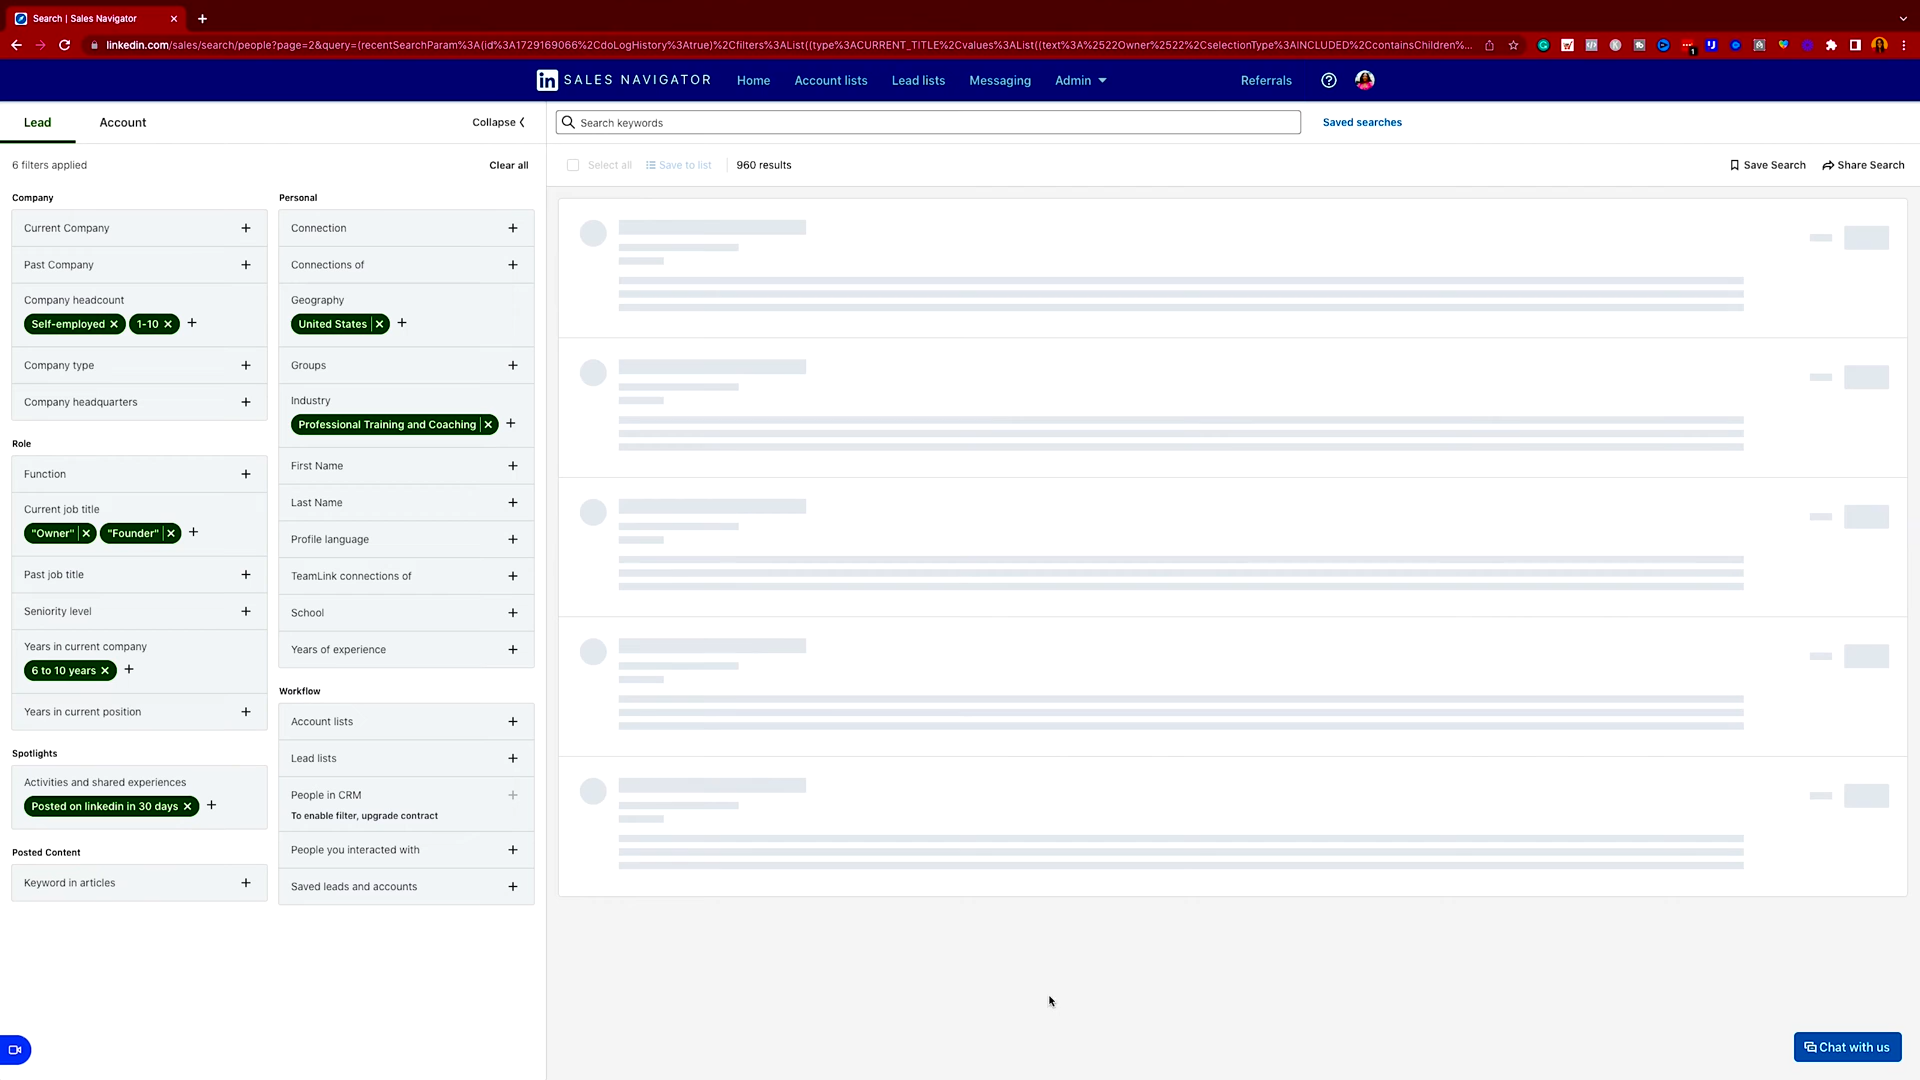 Search | Sales Navigator
linkedin.com/sales/search/people?page=2&query=(recentSearchParam%3A(id%3A1729169066%2CdoLogHistory%3Atrue)%2Cfilters%3AList((type%3ACURRENT_TITLE%2Cvalues%3AList((text%3A%2522Owner%2522%2CselectionType%3AINCLUDED%2CcontainsChildren%...
in SALES NAVIGATOR Home Account lists Lead lists Messaging Admin Referrals
Lead Account Collapse
Search keywords
Saved searches
6 filters applied Clear all
Select all Save to list 960 results Save Search Share Search
Company
Current Company
Past Company
Company headcount
Self-employed 1-10
Company type
Company headquarters
Role
Function
Current job title
"Owner" "Founder"
Past job title
Seniority level
Years in current company
6 to 10 years
Years in current position
Spotlights
Activities and shared experiences
Posted on linkedin in 30 days
Posted Content
Keyword in articles
Personal
Connection
Connections of
Geography
United States
Groups
Industry
Professional Training and Coaching
First Name
Last Name
Profile language
TeamLink connections of
School
Years of experience
Workflow
Account lists
Lead lists
People in CRM
To enable filter, upgrade contract
People you interacted with
Saved leads and accounts
Chat with us